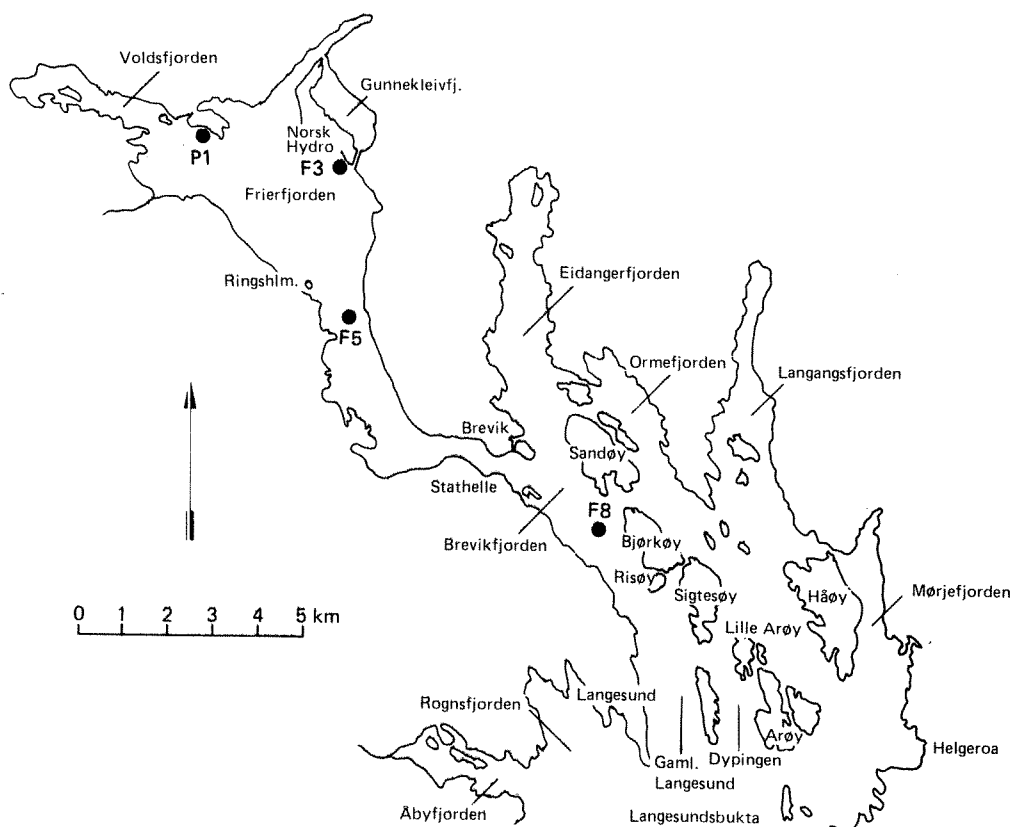 Voldsfjorden
Gunnekleivfj.
Norsk
Hydro
P1
F3
Frierfjorden
Ringshlm.
Eidangerfjorden
F5
Ormefjorden
Langangsfjorden
Brevik
Sandøy
Stathelle
F8
Brevikfjorden
Bjørkøy
Risøy
Sigtesøy
Håøy
Mørjefjorden
0 1 2 3 4 5 km
Lille Arøy
Rognsfjorden
Langesund
Arøy
Helgeroa
Gaml.
Langesund
Dypingen
Åbyfjorden
Langesundsbukta